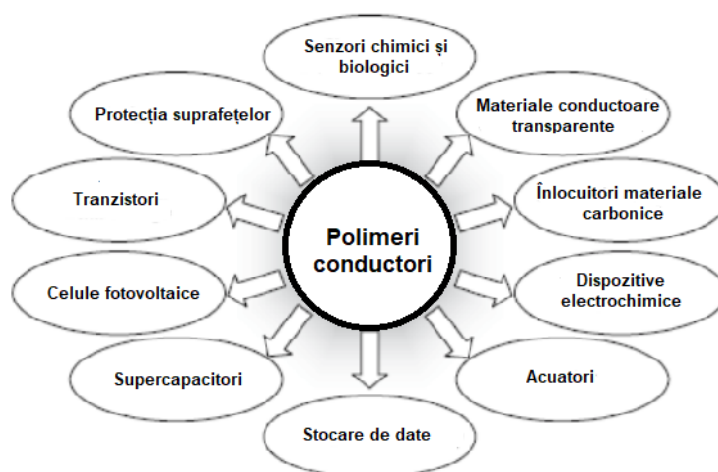 Senzori chimici și
biologici
Protecția suprafețelor
Materiale conductoare
transparente
Tranzistori
Înlocuitori materiale
carbonice
Polimeri
conductori
Celule fotovoltaice
Dispozitive
electrochimice
Supercapacitori
Acuatori
Stocare de date